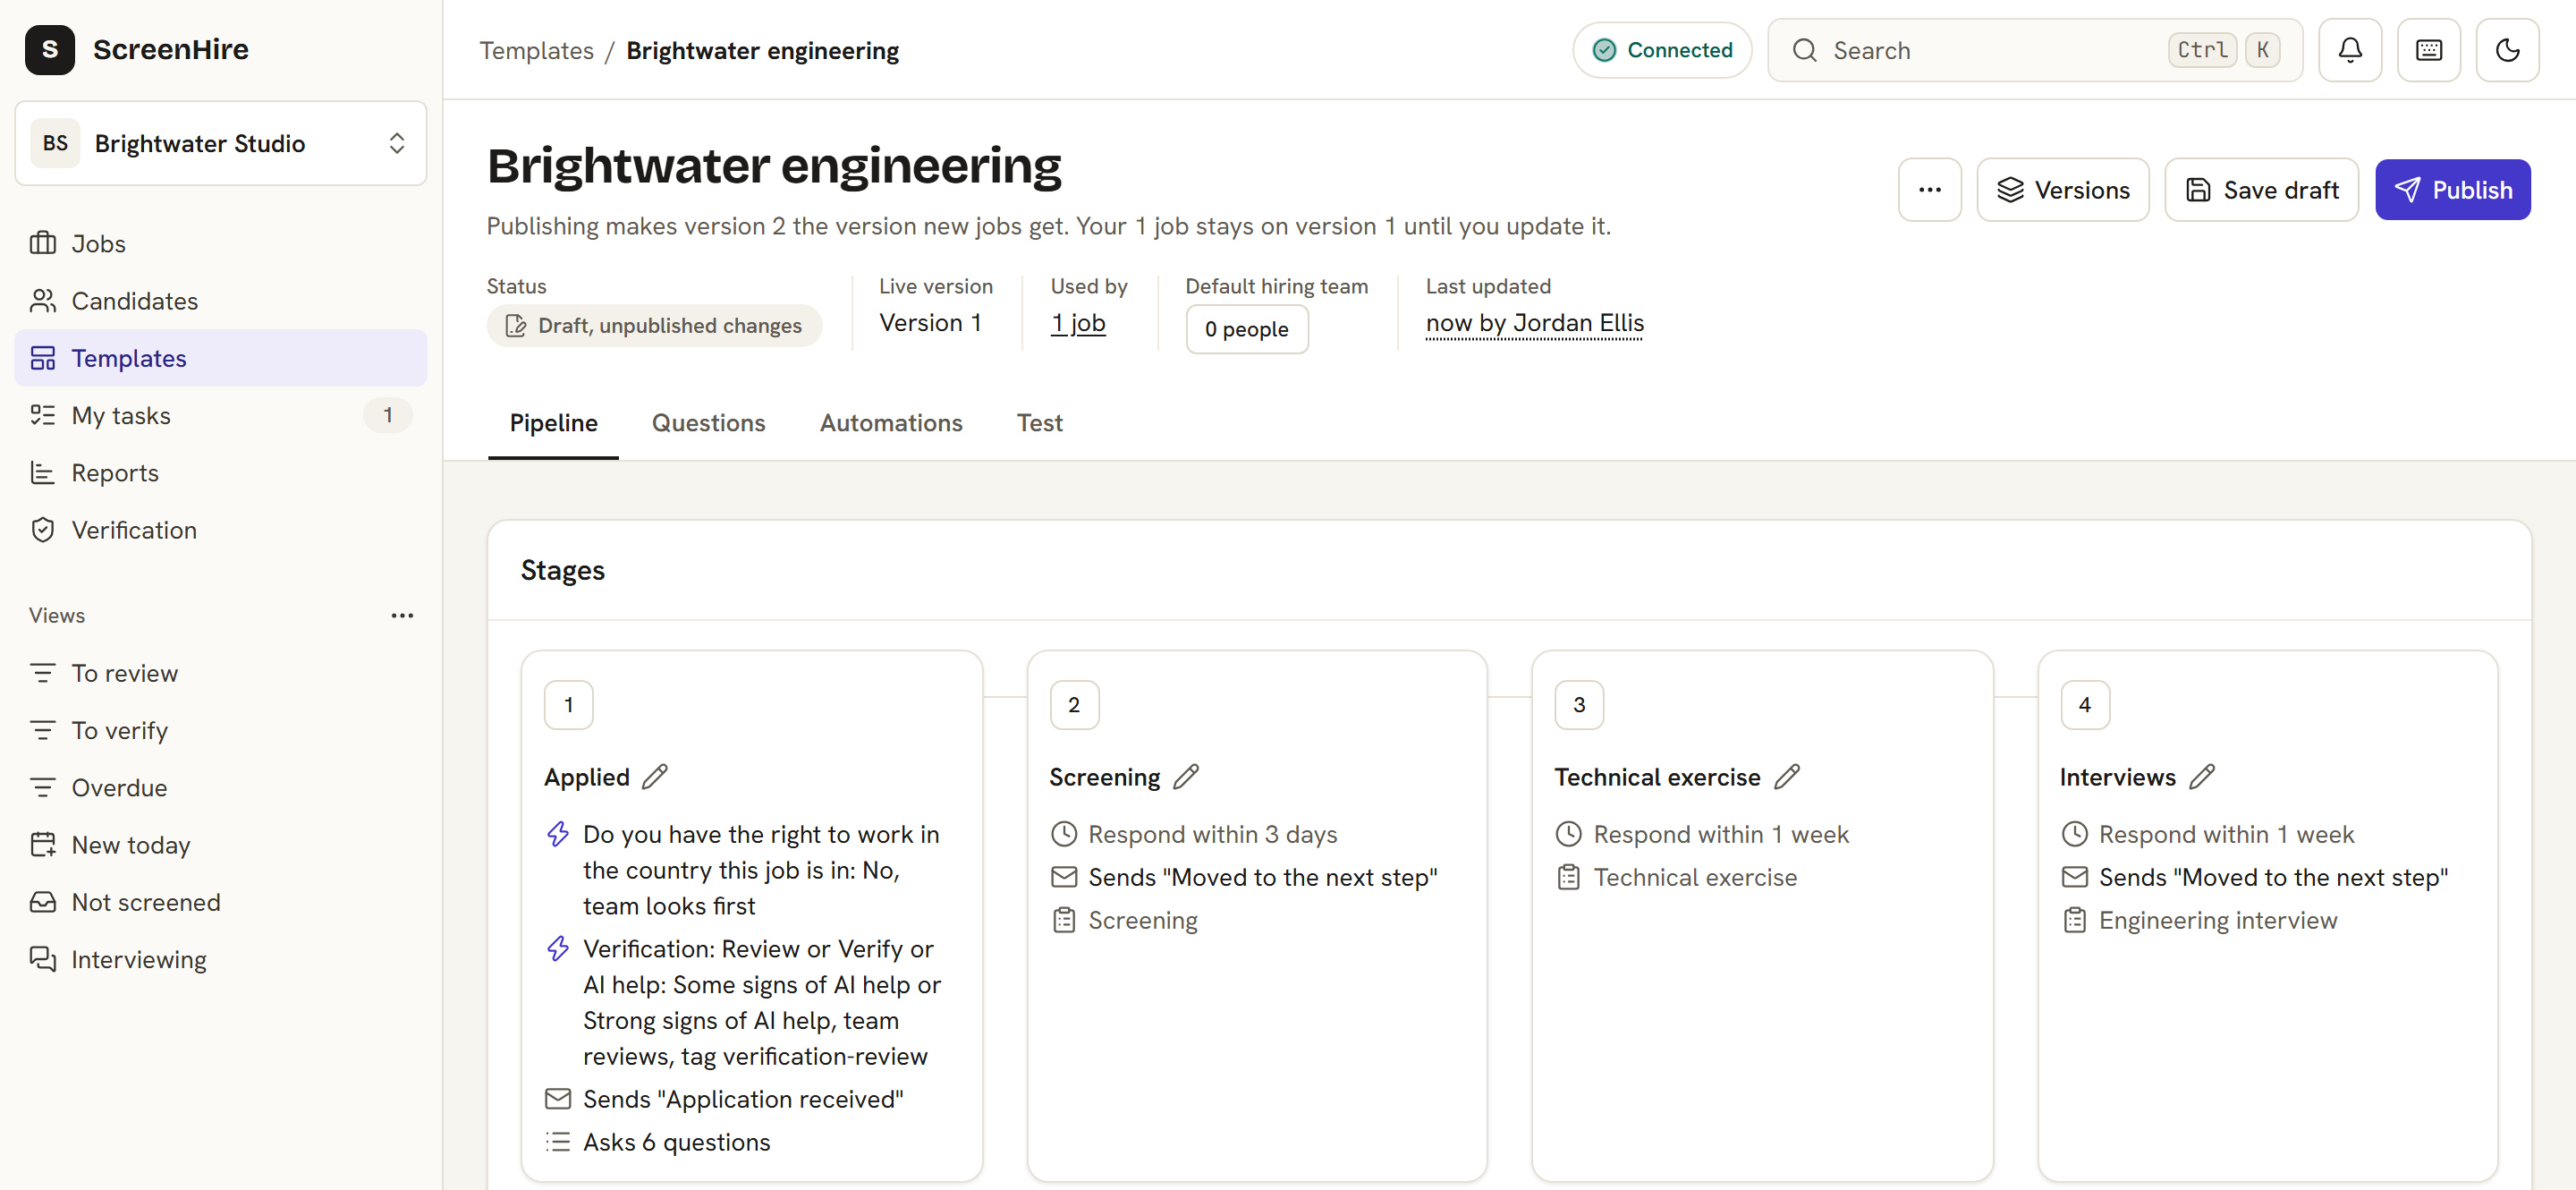 S ScreenHire
BS Brightwater Studio
Jobs
Candidates
Templates
My tasks 1
Reports
Verification
Views
To review
To verify
Overdue
New today
Not screened
Interviewing
Templates / Brightwater engineering
Connected
Search Ctrl K
Brightwater engineering
Publishing makes version 2 the version new jobs get. Your 1 job stays on version 1 until you update it.
Versions
Save draft
Publish
Status
Draft, unpublished changes
Live version
Version 1
Used by
1 job
Default hiring team
0 people
Last updated
now by Jordan Ellis
Pipeline Questions Automations Test
Stages
1
Applied
Do you have the right to work in
the country this job is in: No,
team looks first
Verification: Review or Verify or
AI help: Some signs of AI help or
Strong signs of AI help, team
reviews, tag verification-review
Sends "Application received"
Asks 6 questions
2
Screening
Respond within 3 days
Sends "Moved to the next step"
Screening
3
Technical exercise
Respond within 1 week
Technical exercise
4
Interviews
Respond within 1 week
Sends "Moved to the next step"
Engineering interview